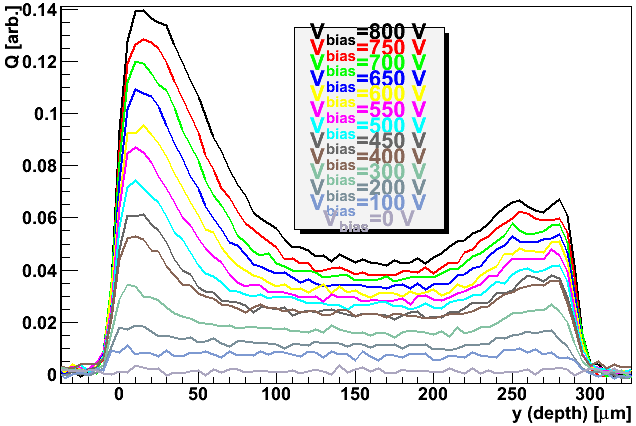 Q [arb.]
0.14
0.12
0.1
0.08
0.06
0.04
0.02
0
V bias=800 V
V bias=750 V
V bias=700 V
V bias=650 V
V bias=600 V
V bias=550 V
V bias=500 V
V bias=450 V
V bias=400 V
V bias=300 V
V bias=200 V
V bias=100 V
V bias=0 V
0 50 100 150 200 250 300
y (depth) [μm]